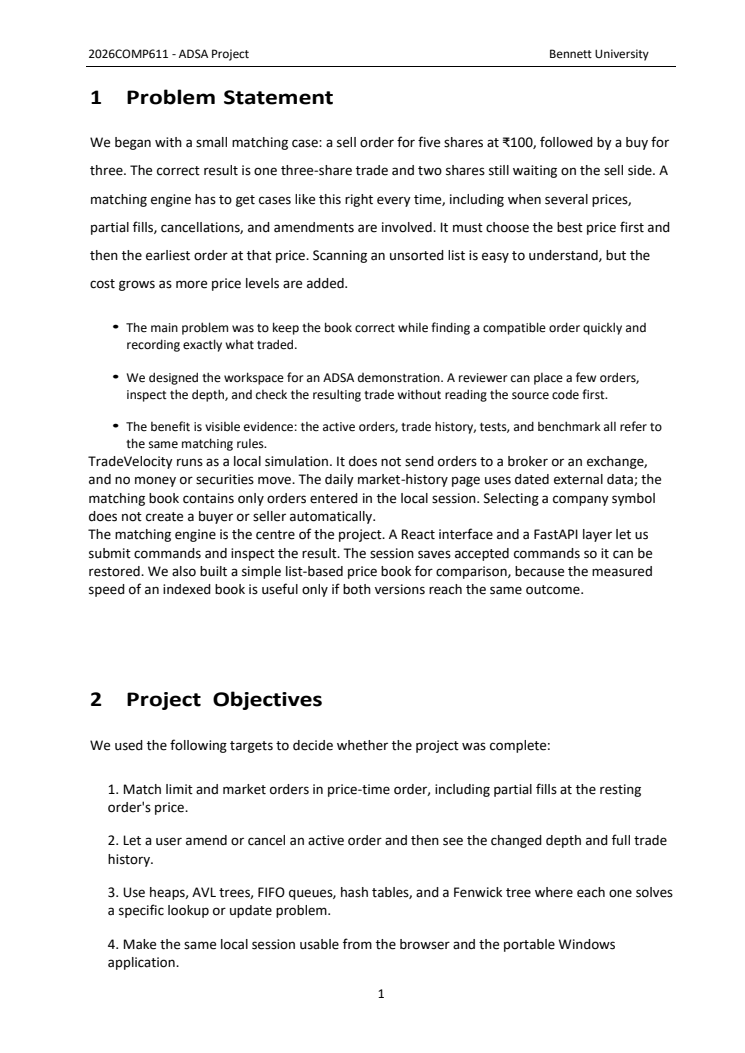 2026COMP611 - ADSA Project Bennett University
1 Problem Statement
We began with a small matching case: a sell order for five shares at ₹100, followed by a buy for
three. The correct result is one three-share trade and two shares still waiting on the sell side. A
matching engine has to get cases like this right every time, including when several prices,
partial fills, cancellations, and amendments are involved. It must choose the best price first and
then the earliest order at that price. Scanning an unsorted list is easy to understand, but the
cost grows as more price levels are added.
• The main problem was to keep the book correct while finding a compatible order quickly and
recording exactly what traded.
• We designed the workspace for an ADSA demonstration. A reviewer can place a few orders,
inspect the depth, and check the resulting trade without reading the source code first.
• The benefit is visible evidence: the active orders, trade history, tests, and benchmark all refer to
the same matching rules.
TradeVelocity runs as a local simulation. It does not send orders to a broker or an exchange,
and no money or securities move. The daily market-history page uses dated external data; the
matching book contains only orders entered in the local session. Selecting a company symbol
does not create a buyer or seller automatically.
The matching engine is the centre of the project. A React interface and a FastAPI layer let us
submit commands and inspect the result. The session saves accepted commands so it can be
restored. We also built a simple list-based price book for comparison, because the measured
speed of an indexed book is useful only if both versions reach the same outcome.
2 Project Objectives
We used the following targets to decide whether the project was complete:
1. Match limit and market orders in price-time order, including partial fills at the resting
order's price.
2. Let a user amend or cancel an active order and then see the changed depth and full trade
history.
3. Use heaps, AVL trees, FIFO queues, hash tables, and a Fenwick tree where each one solves
a specific lookup or update problem.
4. Make the same local session usable from the browser and the portable Windows
application.
1